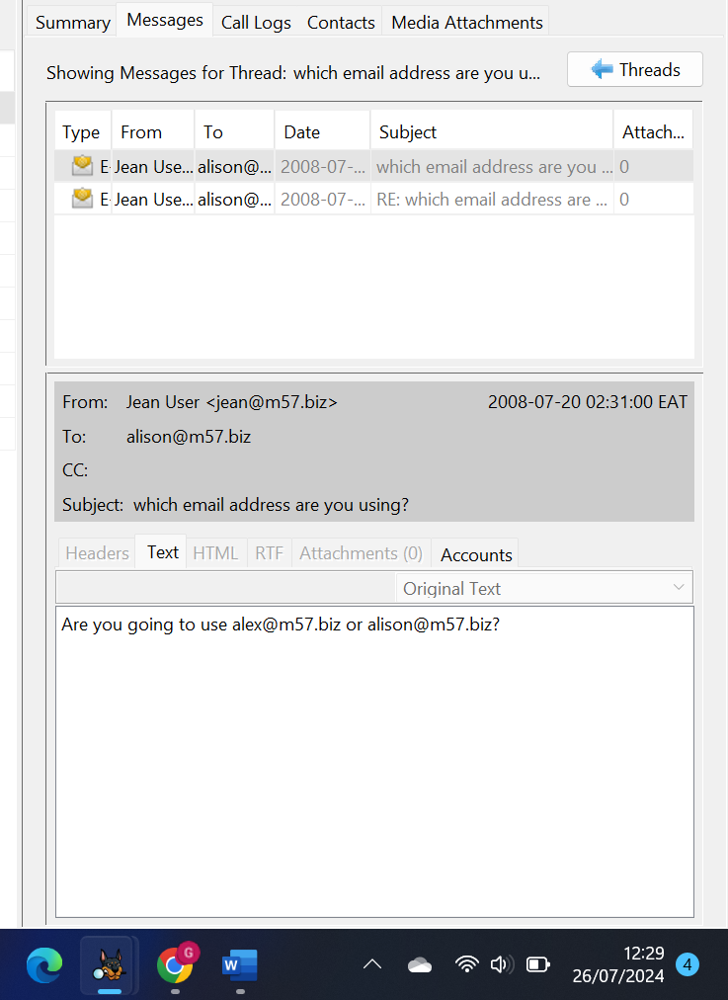 Summary Messages Call Logs Contacts Media Attachments
Showing Messages for Thread: which email address are you u... Threads
Type From To Date Subject Attach...
E Jean Use... alison@... 2008-07-... which email address are you ... 0
E Jean Use... alison@... 2008-07-... RE: which email address are ... 0
From: Jean User <jean@m57.biz> 2008-07-20 02:31:00 EAT
To: alison@m57.biz
CC:
Subject: which email address are you using?
Headers Text HTML RTF Attachments (0) Accounts
Original Text
Are you going to use alex@m57.biz or alison@m57.biz?
G
W
12:29
26/07/2024
4